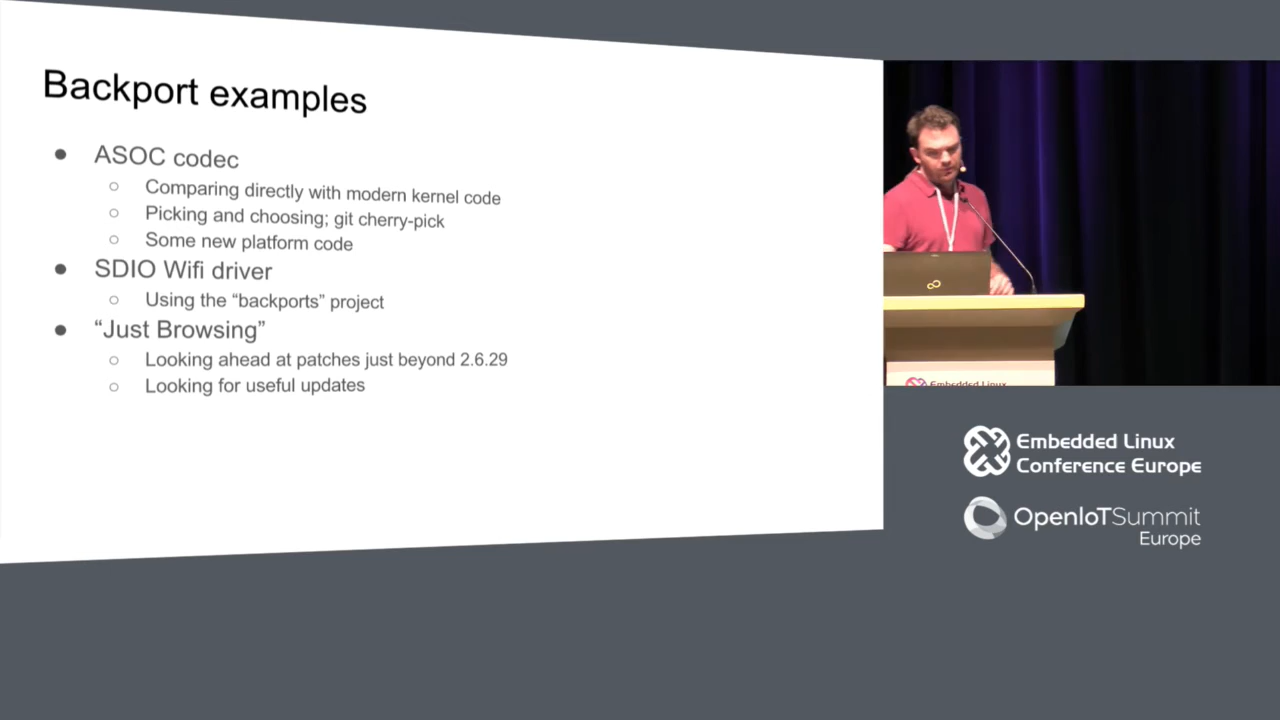 Backport examples
ASOC codec
Comparing directly with modern kernel code
Picking and choosing; git cherry-pick
Some new platform code
SDIO Wifi driver
Using the “backports” project
“Just Browsing”
Looking ahead at patches just beyond 2.6.29
Looking for useful updates
Embedded Linux
Embedded Linux
Conference Europe
OpenIoTSummit
Europe